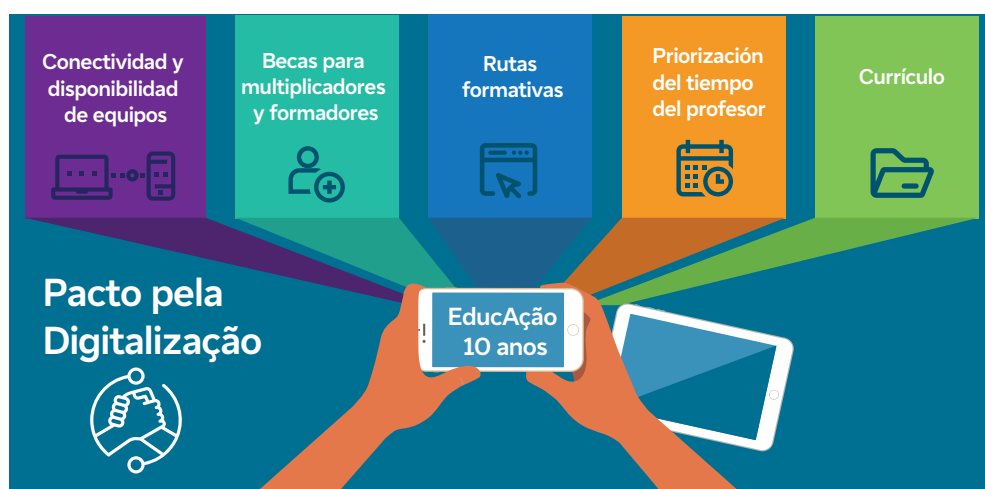 Conectividad y
disponibilidad
de equipos
Becas para
multiplicadores
y formadores
Rutas
formativas
Priorización
del tiempo
del profesor
Currículo
Pacto pela
Digitalização
EducAção
10 anos
!